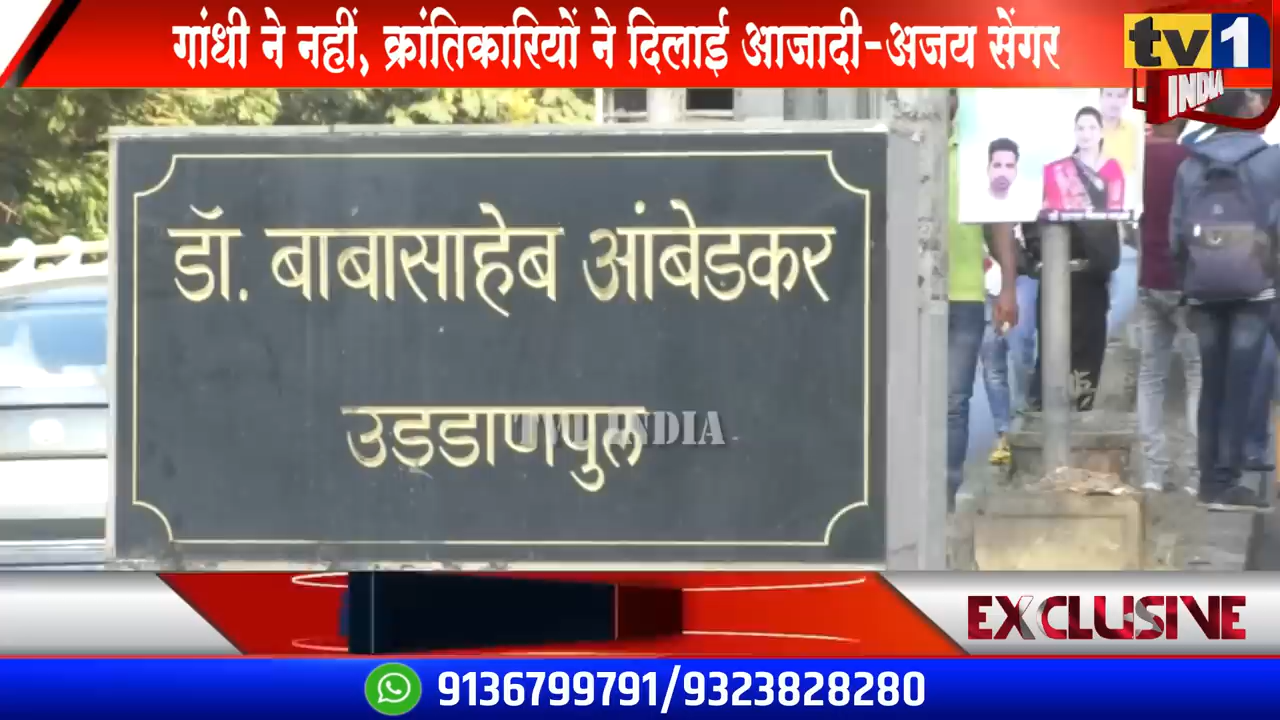 गांधी ने नहीं, क्रांतिकारियों ने दिलाई आजादी-अजय सेंगर
tv1
INDIA
डॉ. बाबासाहेब आंबेडकर
उड्डाणपुल
TV1 INDIA
EXCLUSIVE
9136799791/9323828280